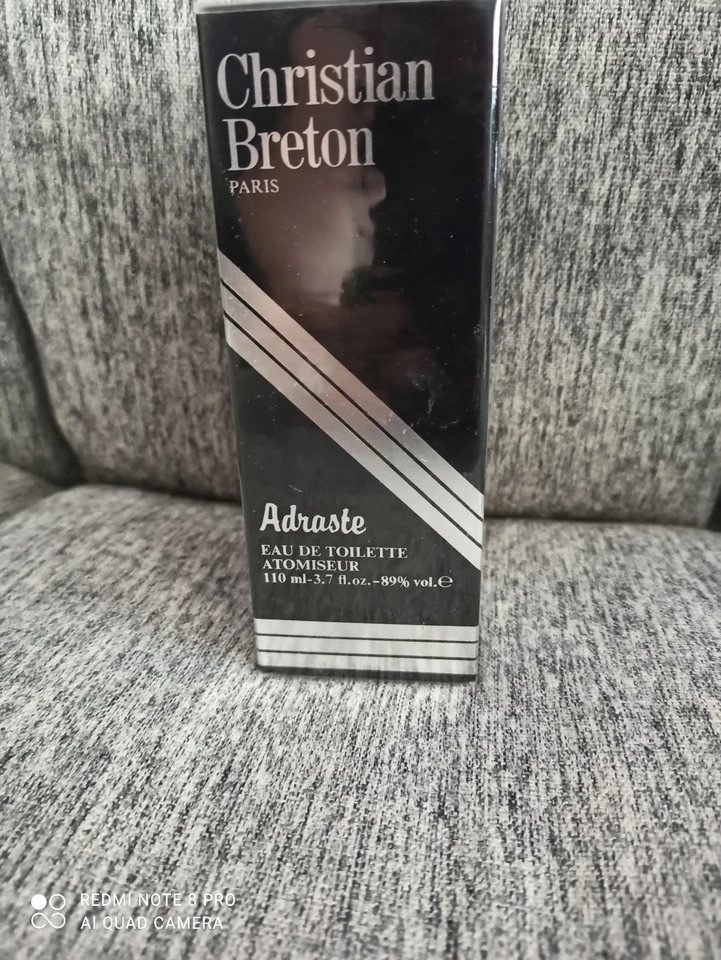 Christian
Breton
PARIS
Adraste
EAU DE TOILETTE
ATOMISEUR
110 ml-3.7 fl.oz.-89% vol.℮
REDMI NOTE 8 PRO
AI QUAD CAMERA